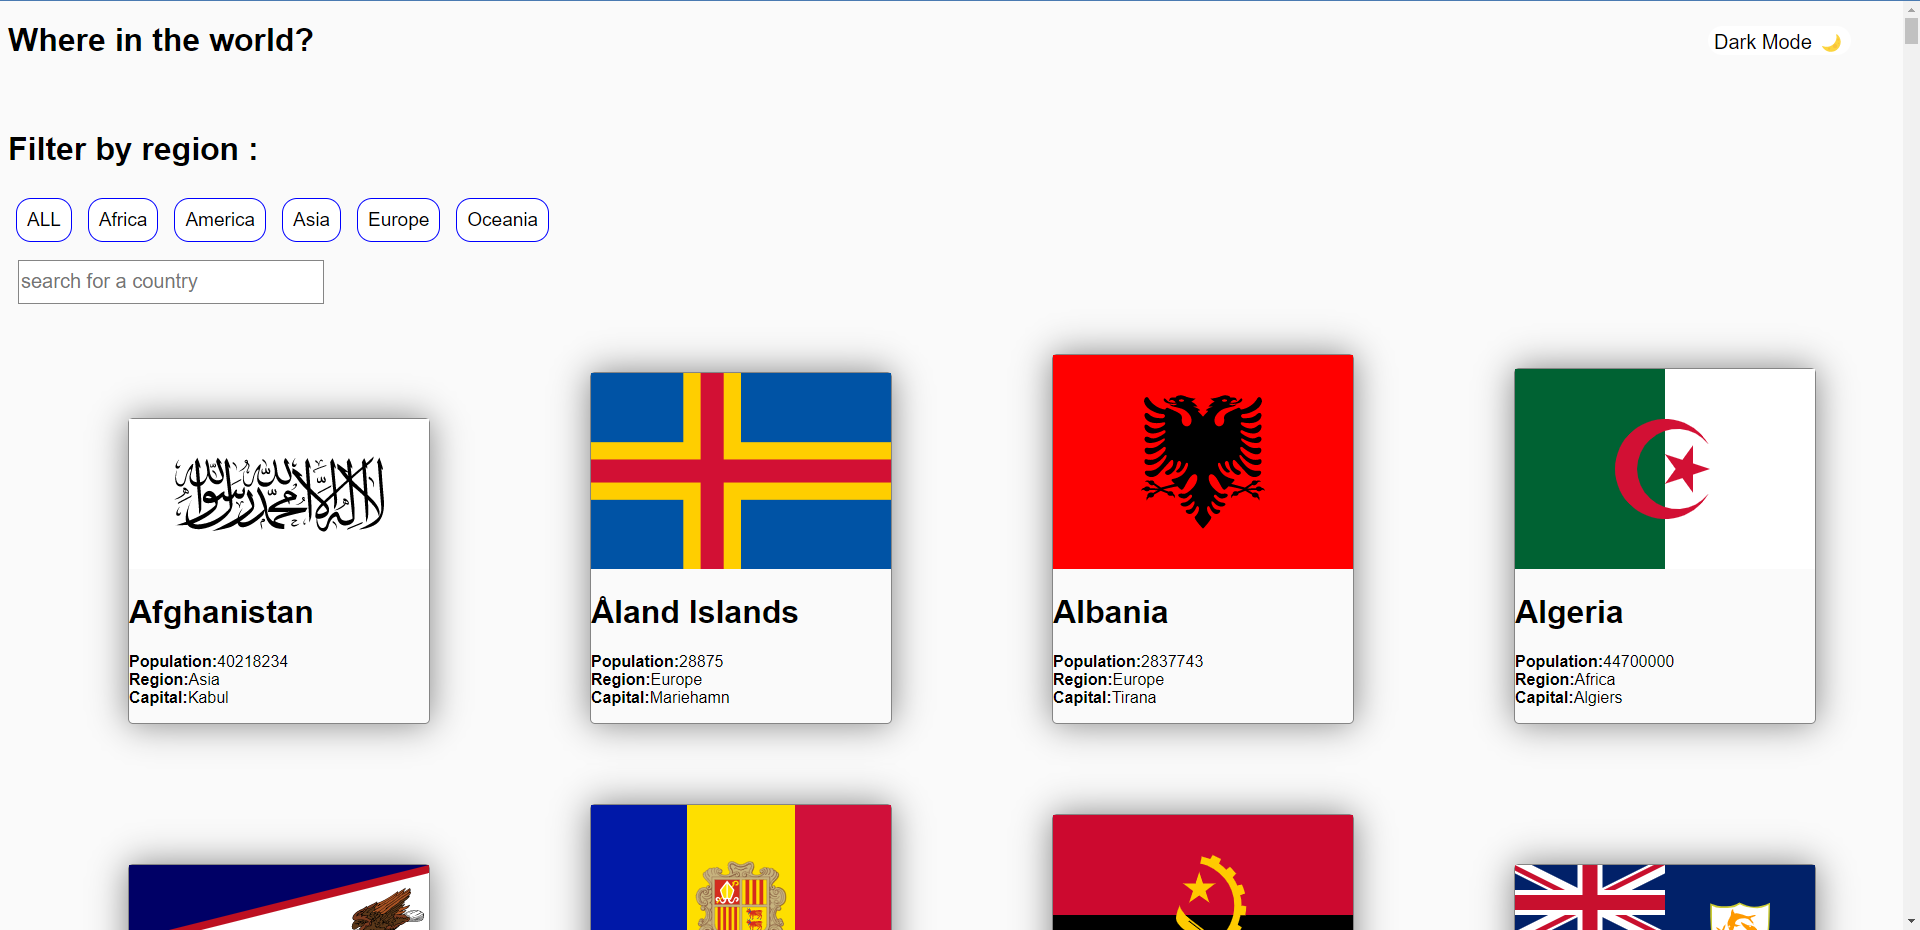 Where in the world?
Dark Mode 🌙
Filter by region :
ALL
Africa
America
Asia
Europe
Oceania
search for a country
لا إله إلا الله محمد رسول الله
Afghanistan
Population:40218234
Region:Asia
Capital:Kabul
Åland Islands
Population:28875
Region:Europe
Capital:Mariehamn
Albania
Population:2837743
Region:Europe
Capital:Tirana
Algeria
Population:44700000
Region:Africa
Capital:Algiers